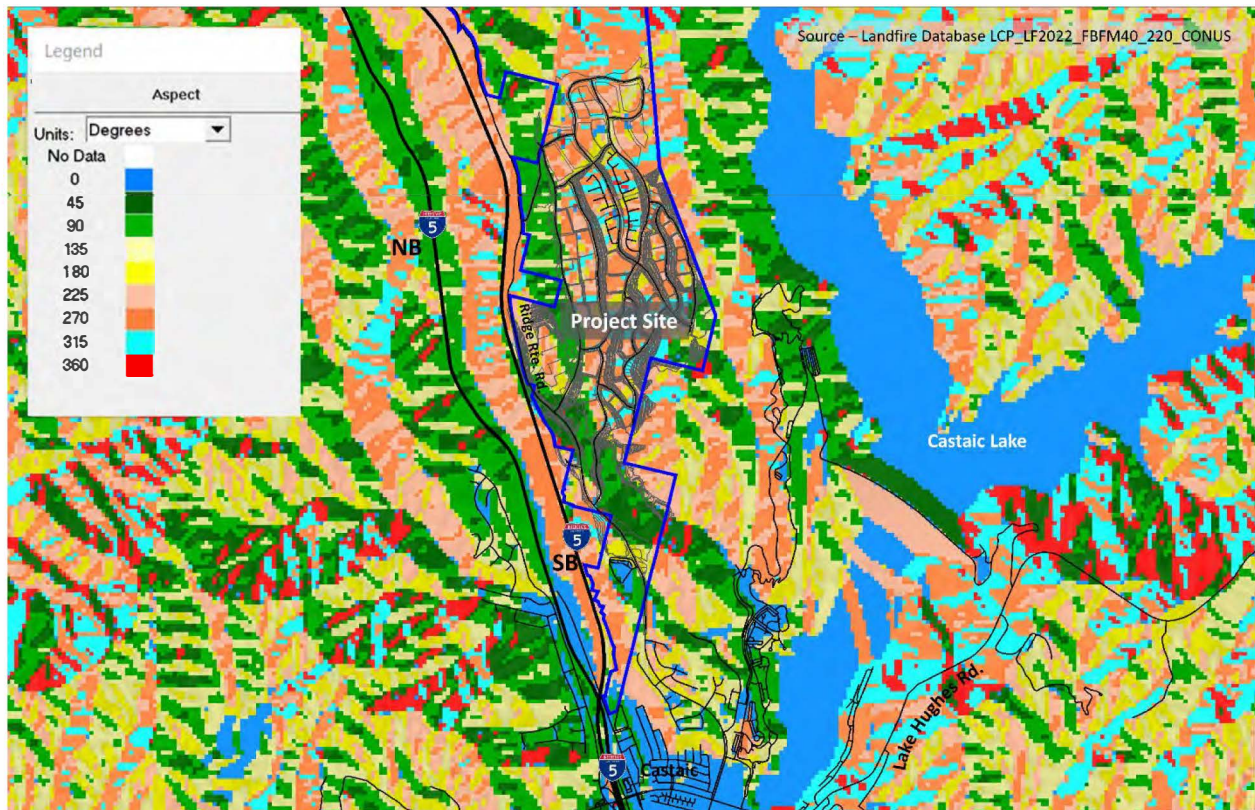 Legend
Aspect
Units: Degrees
No Data
0
45
90
135
180
225
270
315
360
Source – Landfire Database LCP_LF2022_FBFM40_220_CONUS
5
NB
Ridge Rte. Rd.
Project Site
Castaic Lake
5
SB
Lake Hughes Rd.
5
Castaic